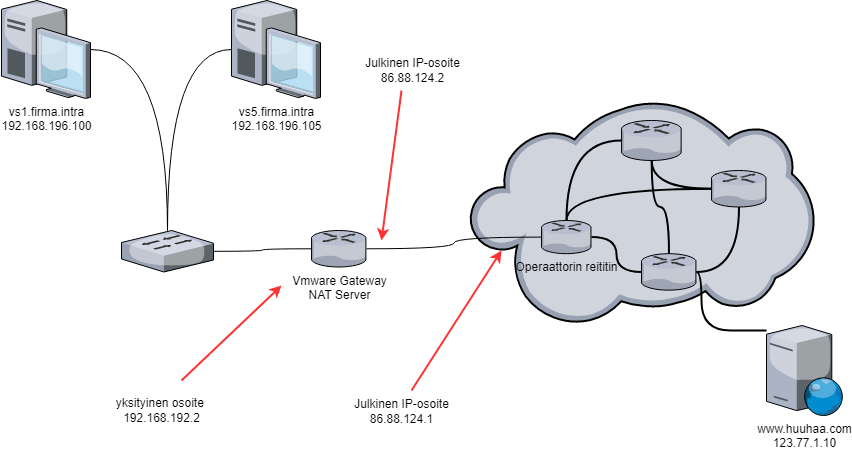 vs1.firma.intra
192.168.196.100
vs5.firma.intra
192.168.196.105
Julkinen IP-osoite
86.88.124.2
Vmware Gateway
NAT Server
Operaattorin reititin
yksityinen osoite
192.168.192.2
Julkinen IP-osoite
86.88.124.1
www.huuhaa.com
123.77.1.10